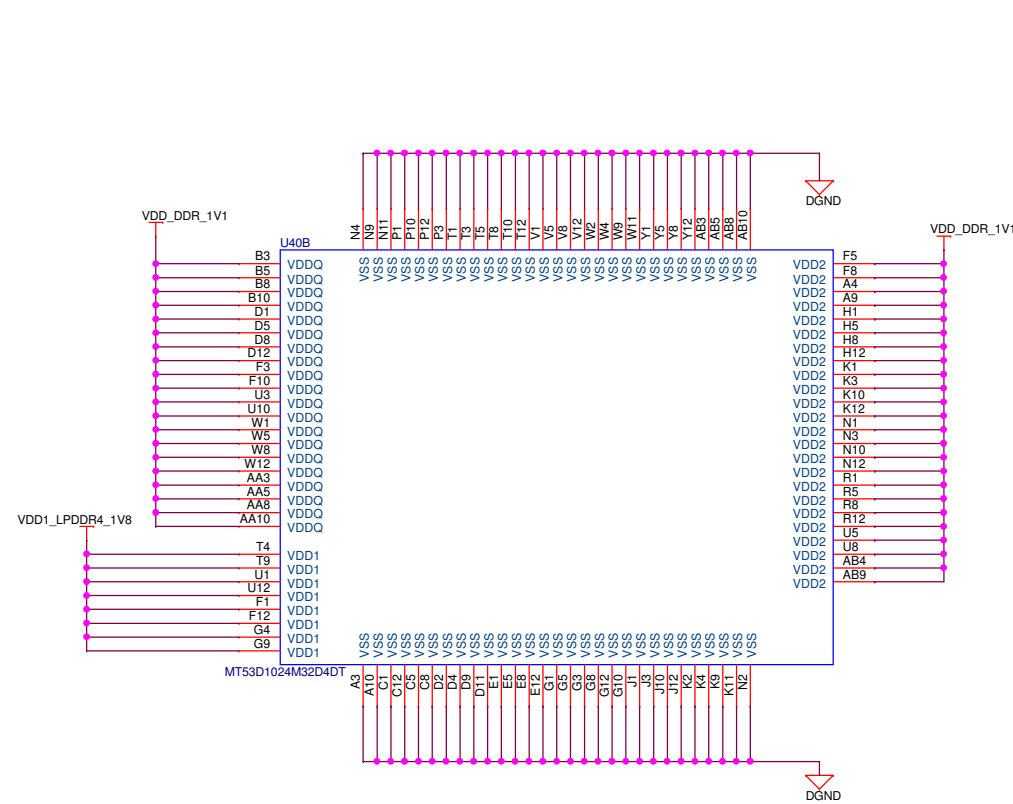 N4 N9 N11 P1 P10 P12 P3 T1 T3 T5 T8 T10 T12 V1 V5 V8 V12 W2 W4 W9 W11 Y1 Y5 Y8 Y12 AB3 AB5 AB8 AB10
DGND
VDD_DDR_1V1
VDD_DDR_1V1
U40B
VSS VSS VSS VSS VSS VSS VSS VSS VSS VSS VSS VSS VSS VSS VSS VSS VSS VSS VSS VSS VSS VSS VSS VSS VSS VSS VSS VSS VSS
B3 VDDQ
B5 VDDQ
B8 VDDQ
B10 VDDQ
D1 VDDQ
D5 VDDQ
D8 VDDQ
D12 VDDQ
F3 VDDQ
F10 VDDQ
U3 VDDQ
U10 VDDQ
W1 VDDQ
W5 VDDQ
W8 VDDQ
W12 VDDQ
AA3 VDDQ
AA5 VDDQ
AA8 VDDQ
AA10 VDDQ
VDD1_LPDDR4_1V8
T4 VDD1
T9 VDD1
U1 VDD1
U12 VDD1
F1 VDD1
F12 VDD1
G4 VDD1
G9 VDD1
VDD2 F5
VDD2 F8
VDD2 A4
VDD2 A9
VDD2 H1
VDD2 H5
VDD2 H8
VDD2 H12
VDD2 K1
VDD2 K3
VDD2 K10
VDD2 K12
VDD2 N1
VDD2 N3
VDD2 N10
VDD2 N12
VDD2 R1
VDD2 R5
VDD2 R8
VDD2 R12
VDD2 U5
VDD2 U8
VDD2 AB4
VDD2 AB9
VSS VSS VSS VSS VSS VSS VSS VSS VSS VSS VSS VSS VSS VSS VSS VSS VSS VSS VSS VSS VSS VSS VSS VSS VSS VSS VSS VSS VSS
MT53D1024M32D4DT
A3 A10 C1 C12 C5 C8 D2 D4 D9 D11 E1 E5 E8 E12 G1 G5 G3 G8 G12 G10 J1 J3 J10 J12 K2 K4 K9 K11 N2
DGND